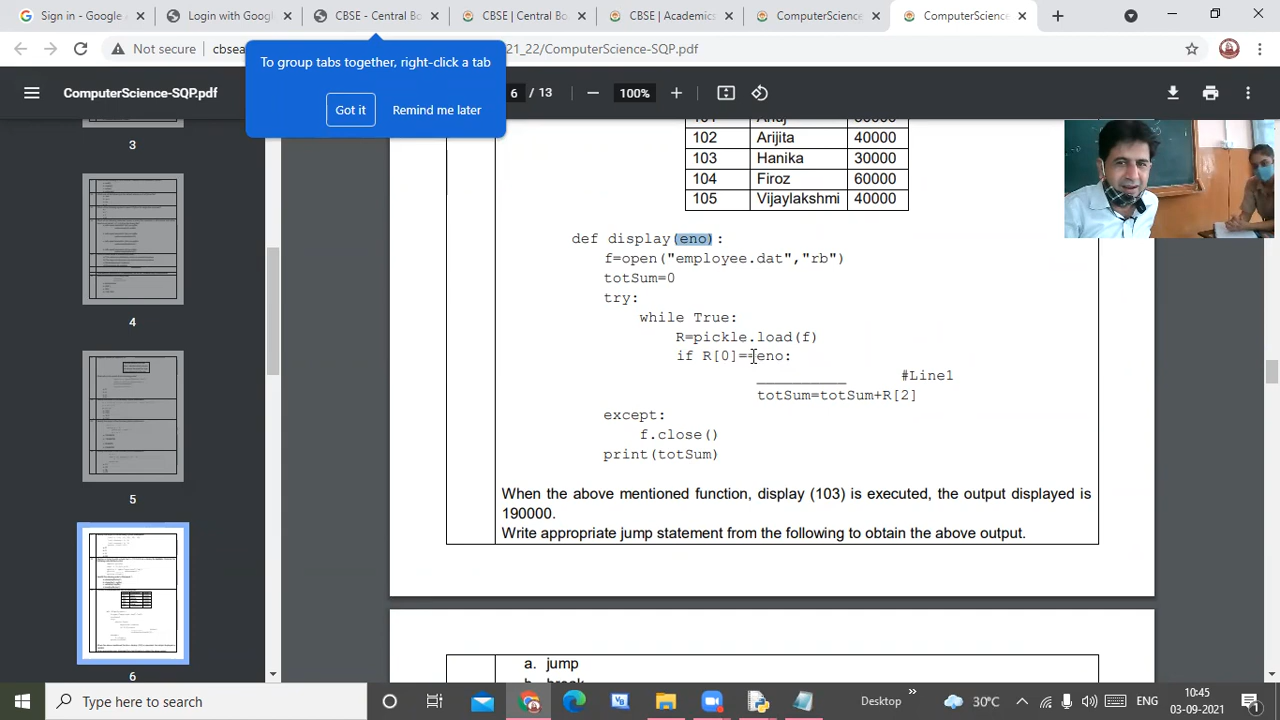 Sign in - Google
Login with Googl
CBSE - Central Bo
CBSE | Central Bo
CBSE | Academics
ComputerScience
ComputerScience
Not secure
cbsea
21_22/ComputerScience-SQP.pdf
To group tabs together, right-click a tab
Got it
Remind me later
ComputerScience-SQP.pdf
6 / 13
100%
3
4
5
6
102 Arijita 40000
103 Hanika 30000
104 Firoz 60000
105 Vijaylakshmi 40000
def display(eno):
f=open("employee.dat","rb")
totSum=0
try:
while True:
R=pickle.load(f)
if R[0]==eno:
__________ #Line1
totSum=totSum+R[2]
except:
f.close()
print(totSum)
When the above mentioned function, display (103) is executed, the output displayed is
190000.
Write appropriate jump statement from the following to obtain the above output.
a. jump
Type here to search
Desktop
30°C
ENG
10:45
03-09-2021